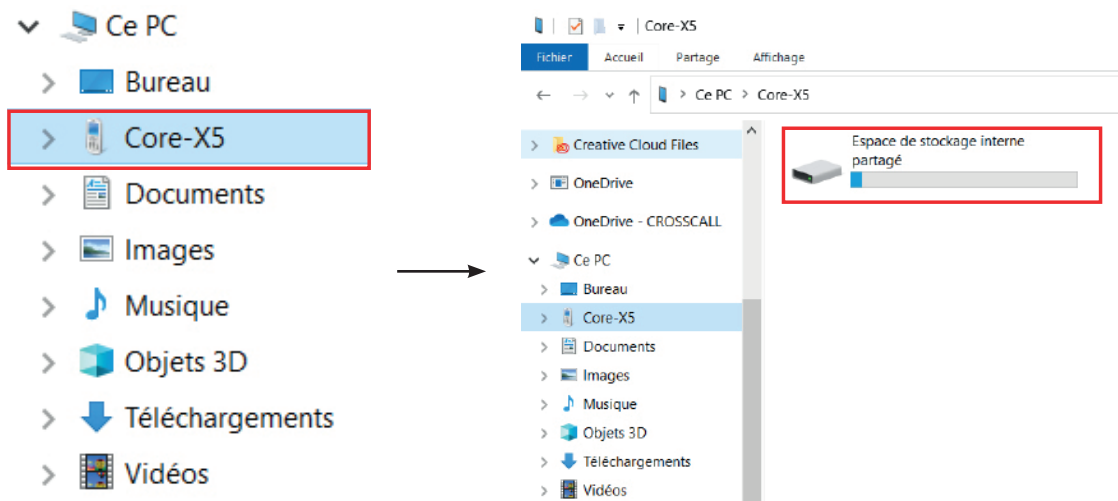 Ce PC
Bureau
Core-X5
Documents
Images
Musique
Objets 3D
Téléchargements
Vidéos
Core-X5
Fichier Accueil Partage Affichage
Ce PC > Core-X5
Creative Cloud Files
OneDrive
OneDrive - CROSSCALL
Ce PC
Bureau
Core-X5
Documents
Images
Musique
Objets 3D
Téléchargements
Vidéos
Espace de stockage interne
partagé